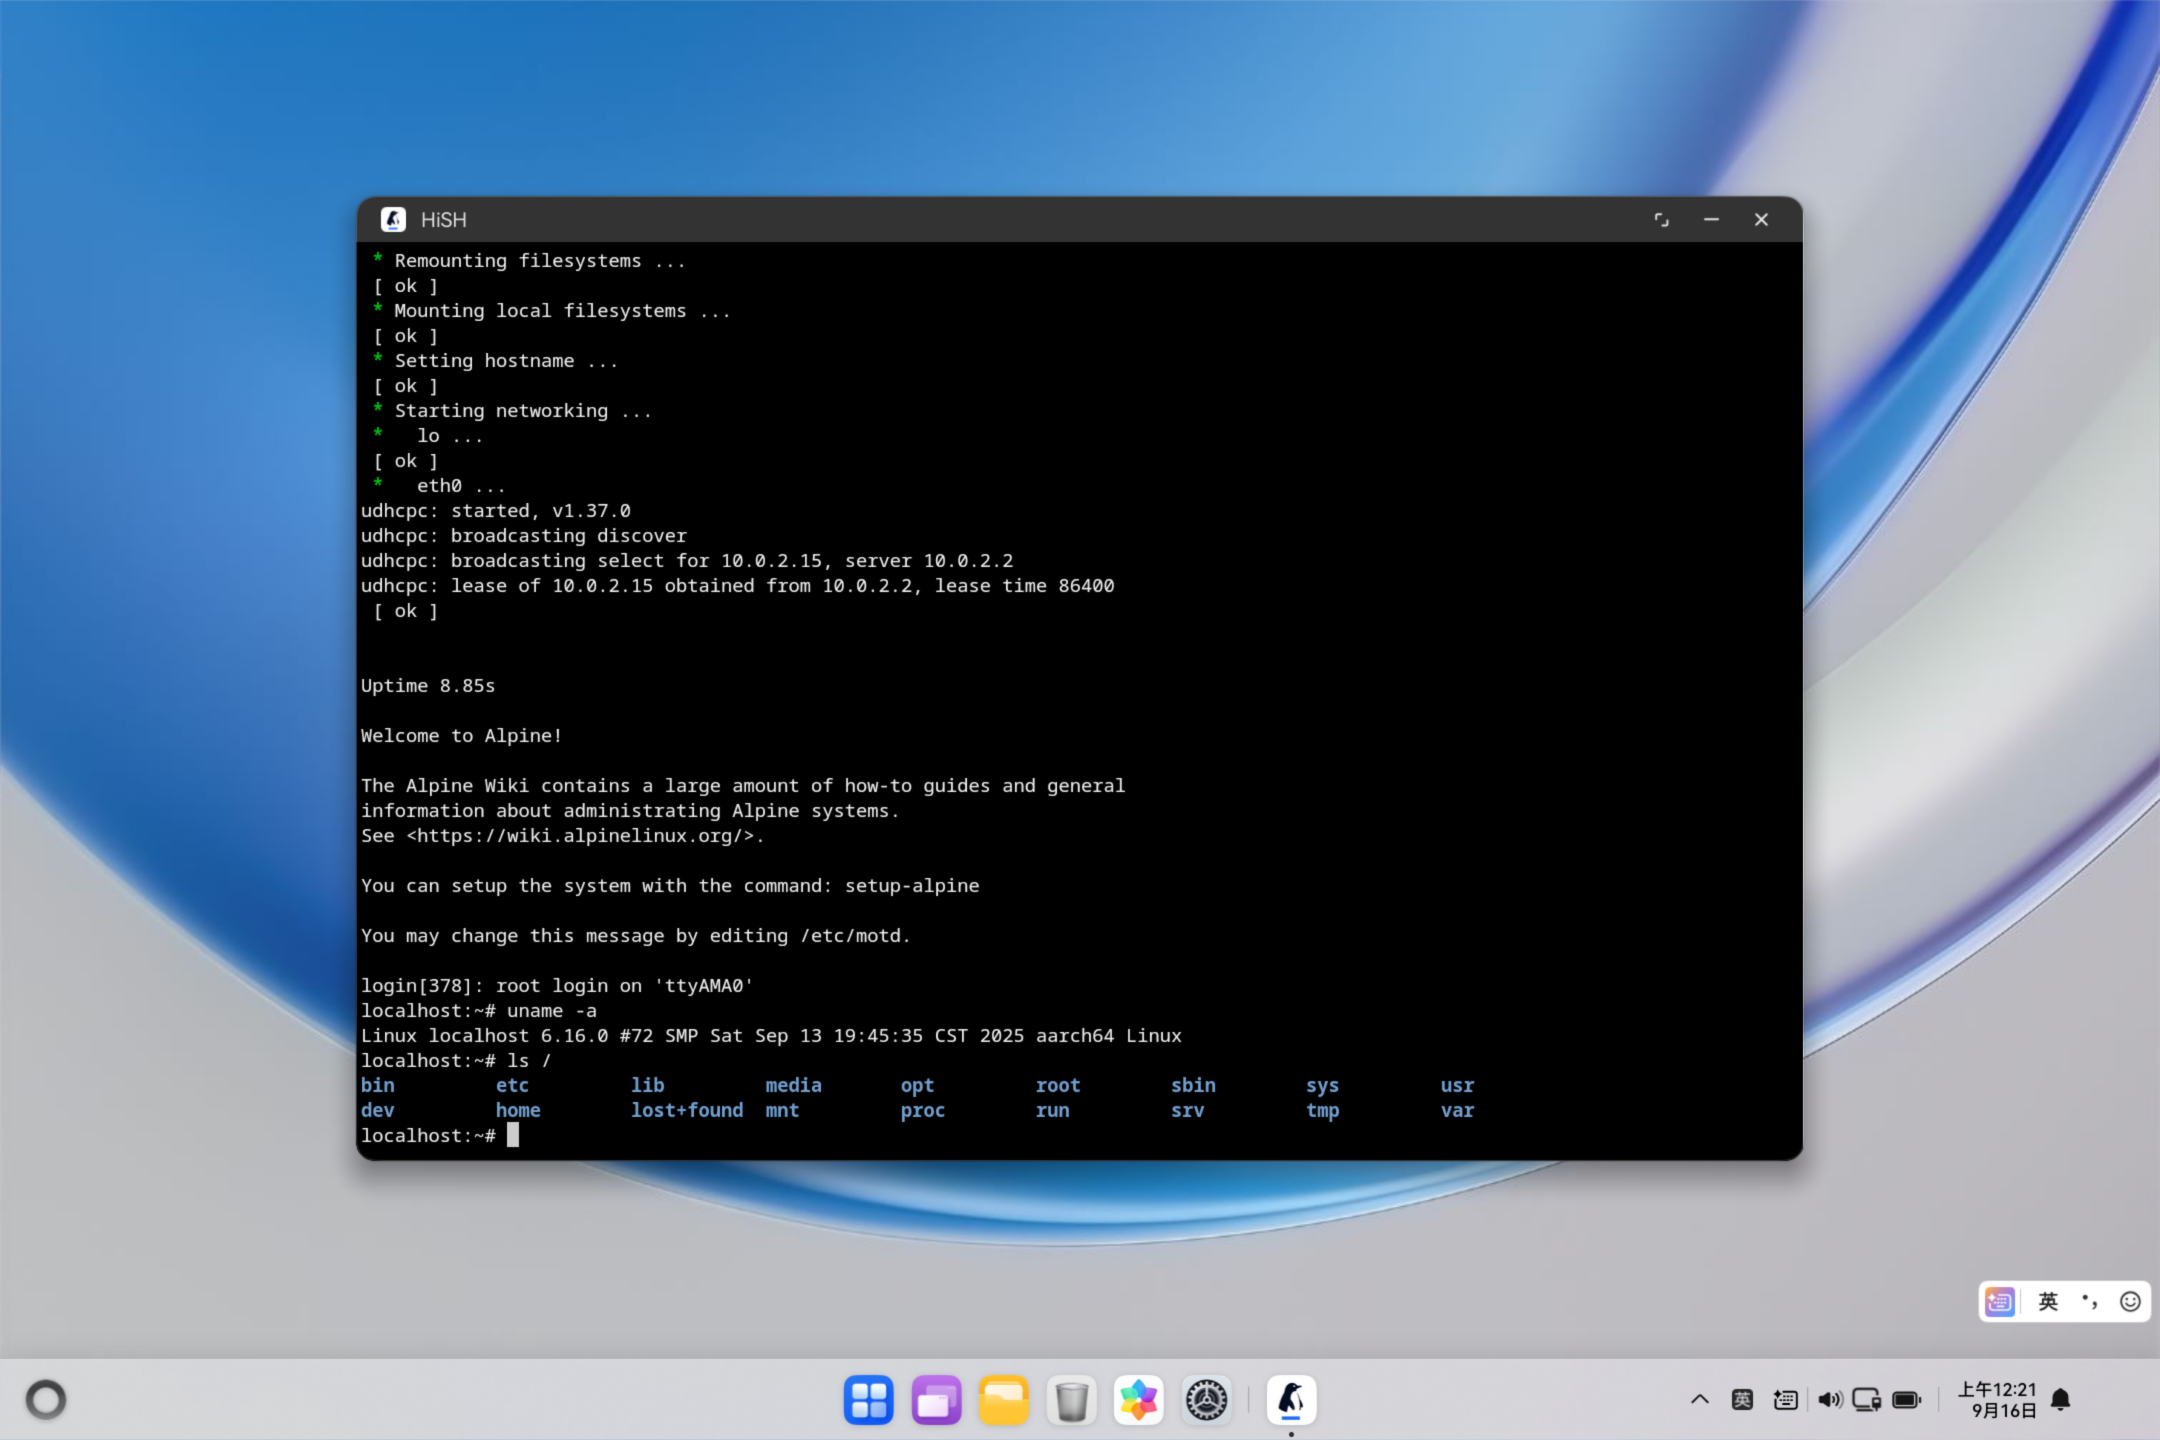 HiSH
* Remounting filesystems ...
[ ok ]
* Mounting local filesystems ...
[ ok ]
* Setting hostname ...
[ ok ]
* Starting networking ...
*   lo ...
[ ok ]
*   eth0 ...
udhcpc: started, v1.37.0
udhcpc: broadcasting discover
udhcpc: broadcasting select for 10.0.2.15, server 10.0.2.2
udhcpc: lease of 10.0.2.15 obtained from 10.0.2.2, lease time 86400
[ ok ]
Uptime 8.85s
Welcome to Alpine!
The Alpine Wiki contains a large amount of how-to guides and general
information about administrating Alpine systems.
See <https://wiki.alpinelinux.org/>.
You can setup the system with the command: setup-alpine
You may change this message by editing /etc/motd.
login[378]: root login on 'ttyAMA0'
localhost:~# uname -a
Linux localhost 6.16.0 #72 SMP Sat Sep 13 19:45:35 CST 2025 aarch64 Linux
localhost:~# ls /
bin etc lib media opt root sbin sys usr
dev home lost+found mnt proc run srv tmp var
localhost:~#
英 •,
英
上午12:21
9月16日